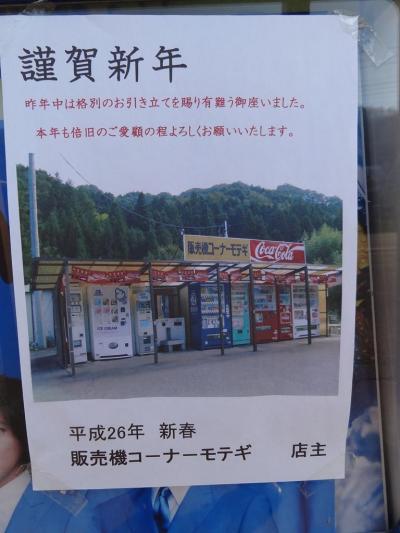 謹賀新年
昨年中は格別のお引き立てを賜り有難う御座いました。
本年も倍旧のご愛顧の程よろしくお願いいたします。
販売機コーナーモテギ
Coca-Cola
ICE CREAM
平成26年 新春
販売機コーナーモテギ 店主